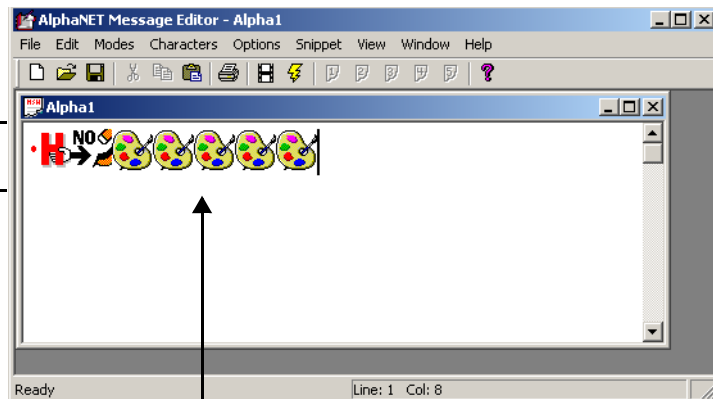 AlphaNET Message Editor - Alpha1
File Edit Modes Characters Options Snippet View Window Help
Alpha1
H NO
Ready Line: 1 Col: 8